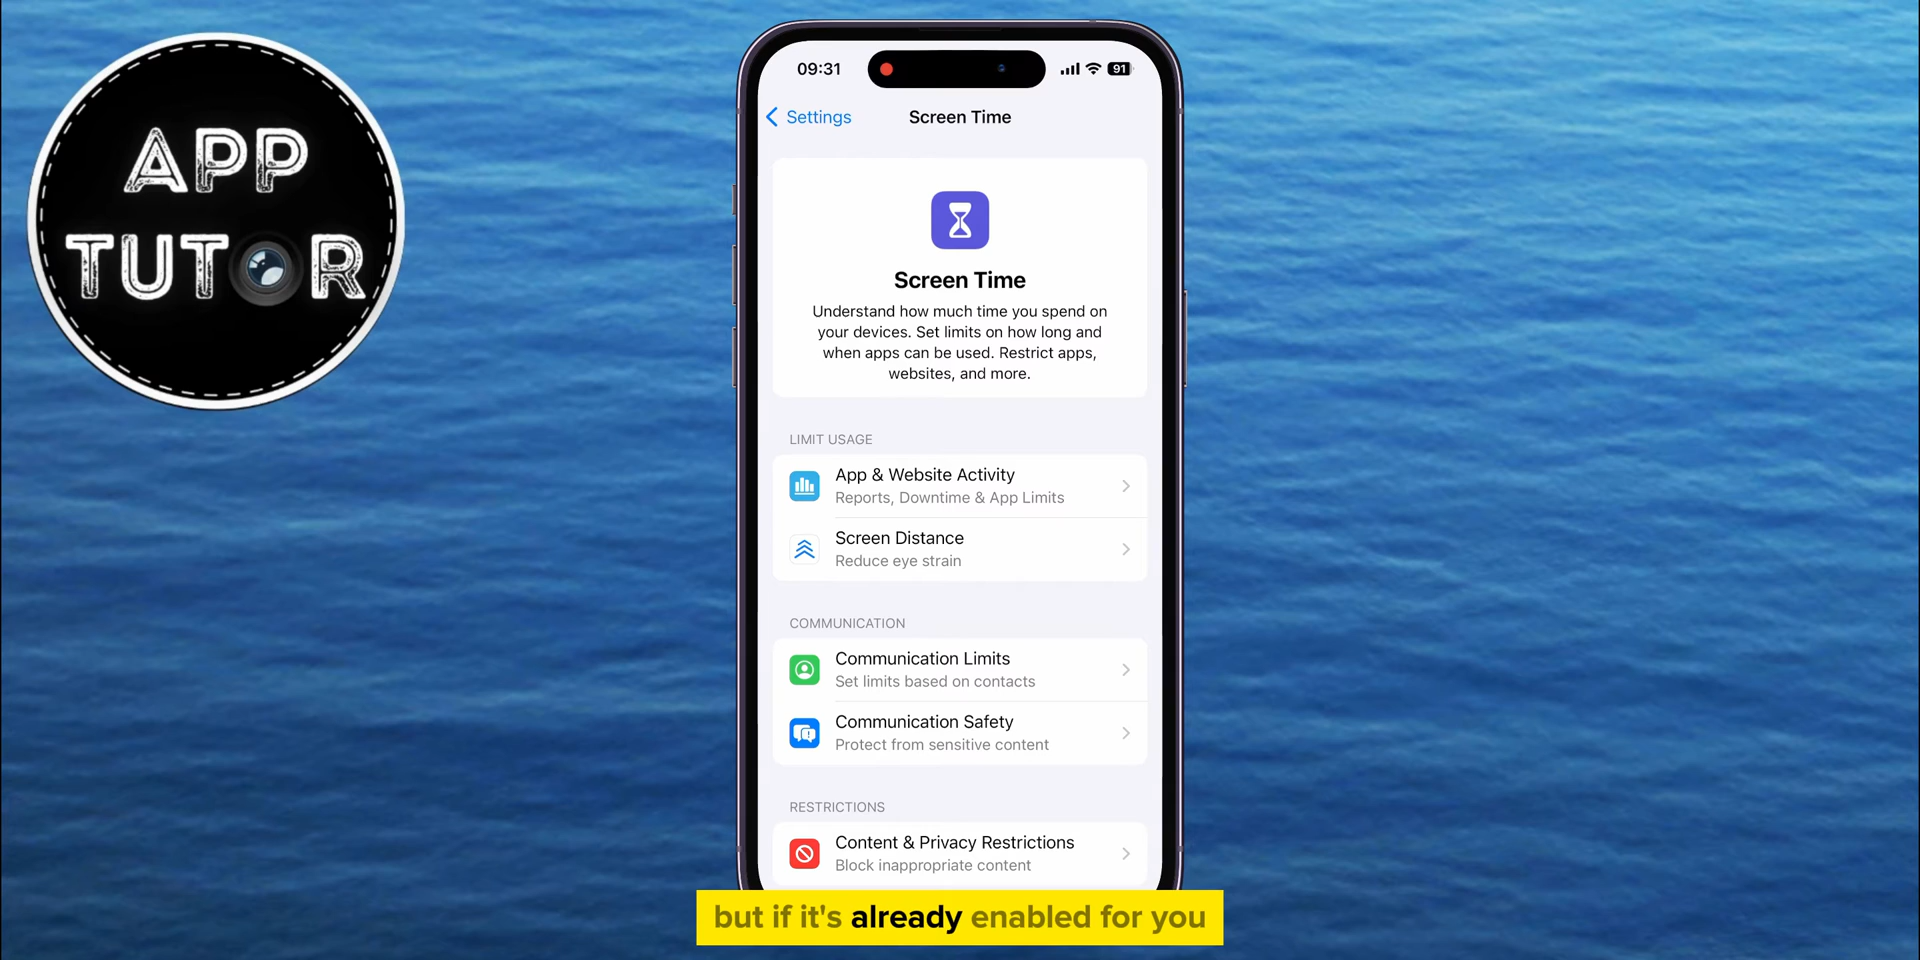 APP
TUTOR
09:31
91
Settings
Screen Time
Screen Time
Understand how much time you spend on
your devices. Set limits on how long and
when apps can be used. Restrict apps,
websites, and more.
LIMIT USAGE
App & Website Activity
Reports, Downtime & App Limits
Screen Distance
Reduce eye strain
COMMUNICATION
Communication Limits
Set limits based on contacts
Communication Safety
Protect from sensitive content
RESTRICTIONS
Content & Privacy Restrictions
Block inappropriate content
but if it's already enabled for you